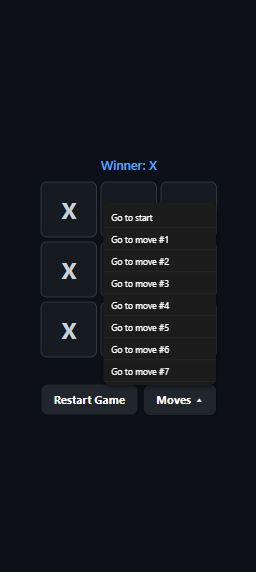 Winner: X
X
Go to start
Go to move #1
X
Go to move #2
Go to move #3
Go to move #4
X
Go to move #5
Go to move #6
Go to move #7
Restart Game
Moves